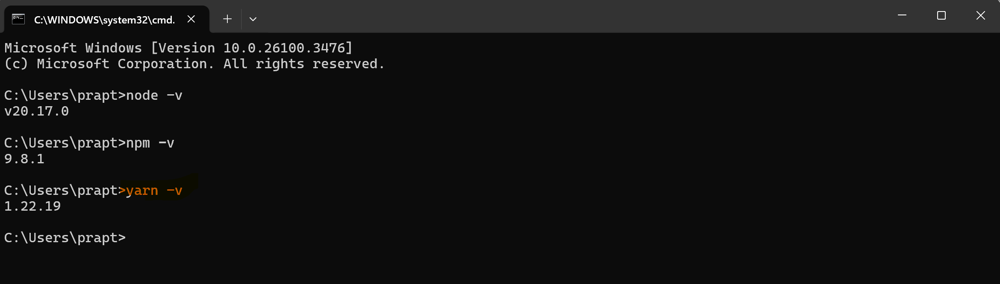 C:\WINDOWS\system32\cmd.
Microsoft Windows [Version 10.0.26100.3476]
(c) Microsoft Corporation. All rights reserved.
C:\Users\prapt>node -v
v20.17.0
C:\Users\prapt>npm -v
9.8.1
C:\Users\prapt>yarn -v
1.22.19
C:\Users\prapt>